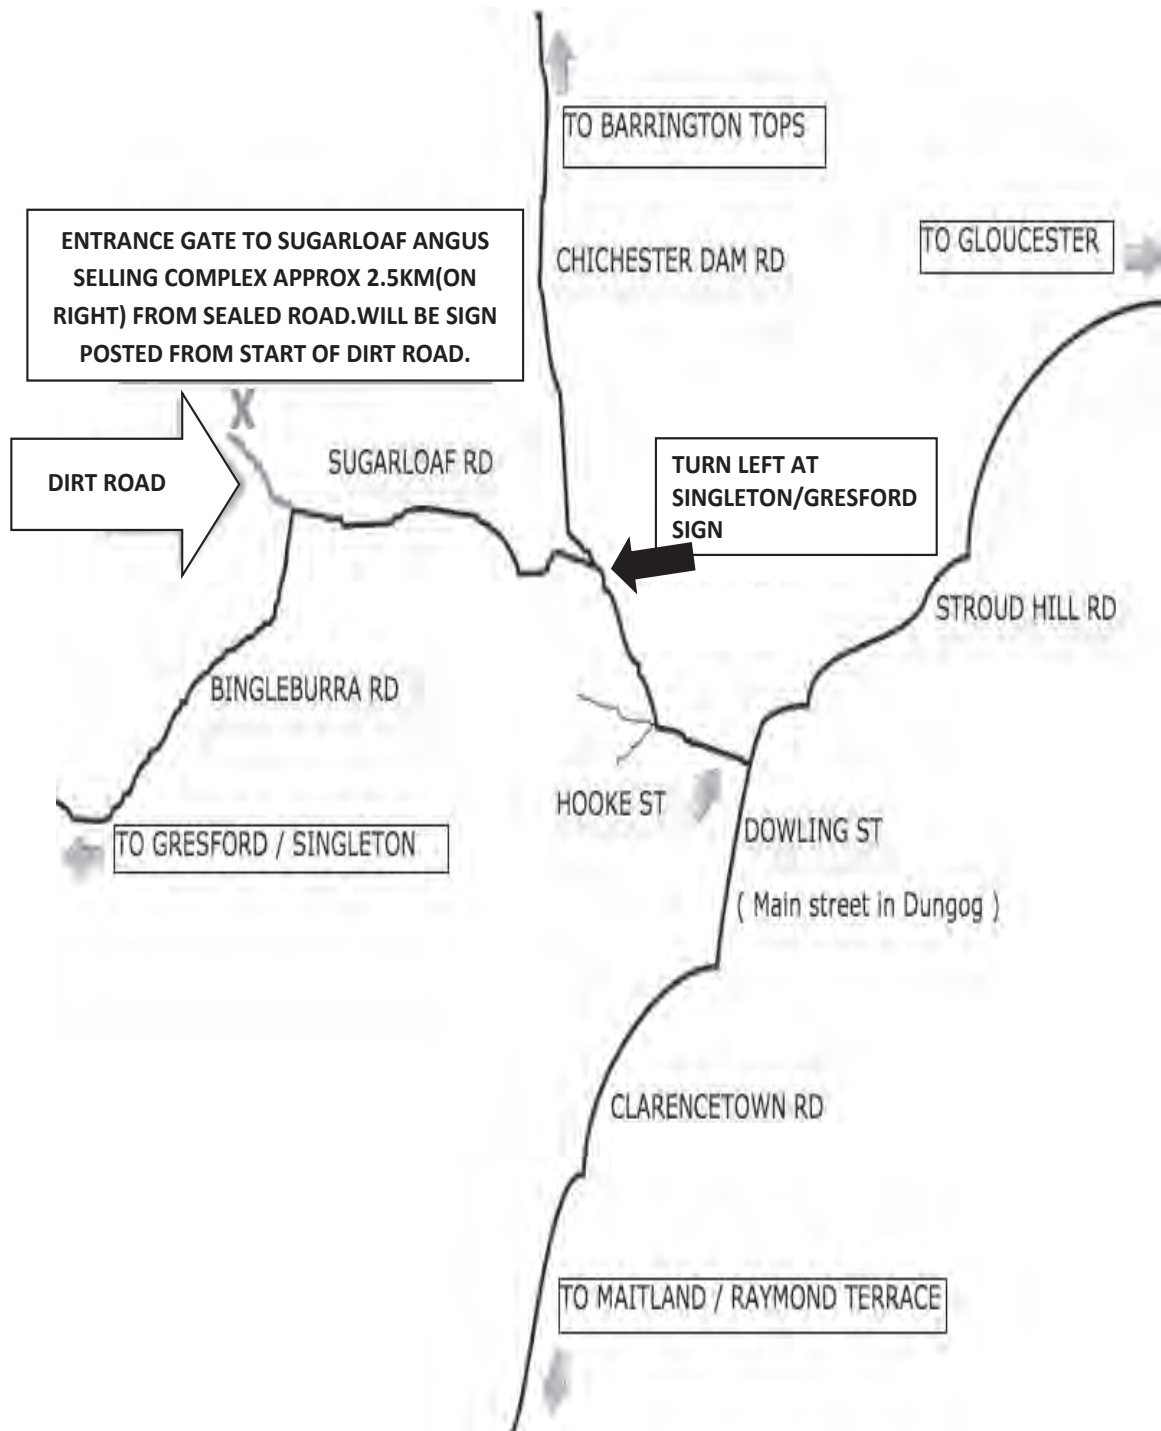 TO BARRINGTON TOPS
ENTRANCE GATE TO SUGARLOAF ANGUS
SELLING COMPLEX APPROX 2.5KM(ON
RIGHT) FROM SEALED ROAD.WILL BE SIGN
POSTED FROM START OF DIRT ROAD.
CHICHESTER DAM RD
TO GLOUCESTER
X
DIRT ROAD
SUGARLOAF RD
TURN LEFT AT
SINGLETON/GRESFORD
SIGN
STROUD HILL RD
BINGLEBURRA RD
HOOKE ST
TO GRESFORD / SINGLETON
DOWLING ST
( Main street in Dungog )
CLARENCETOWN RD
TO MAITLAND / RAYMOND TERRACE